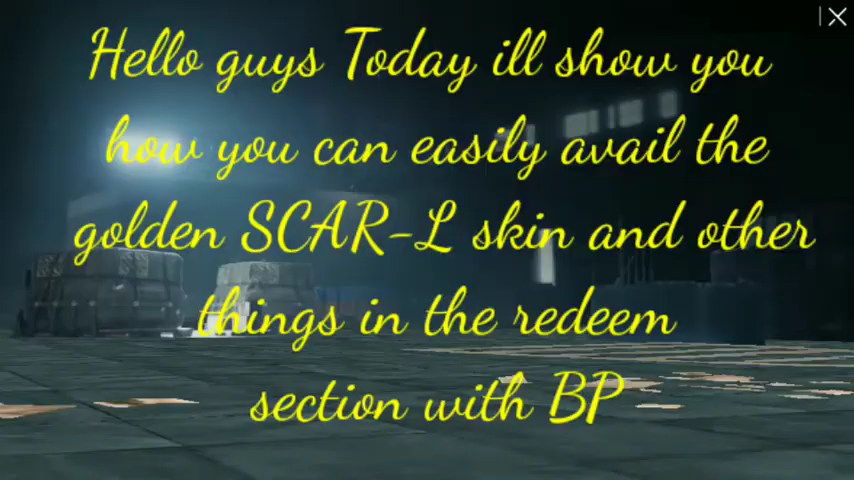 Hello guys Today ill show you
how you can easily avail the
golden SCAR-L skin and other
things in the redeem
section with BP